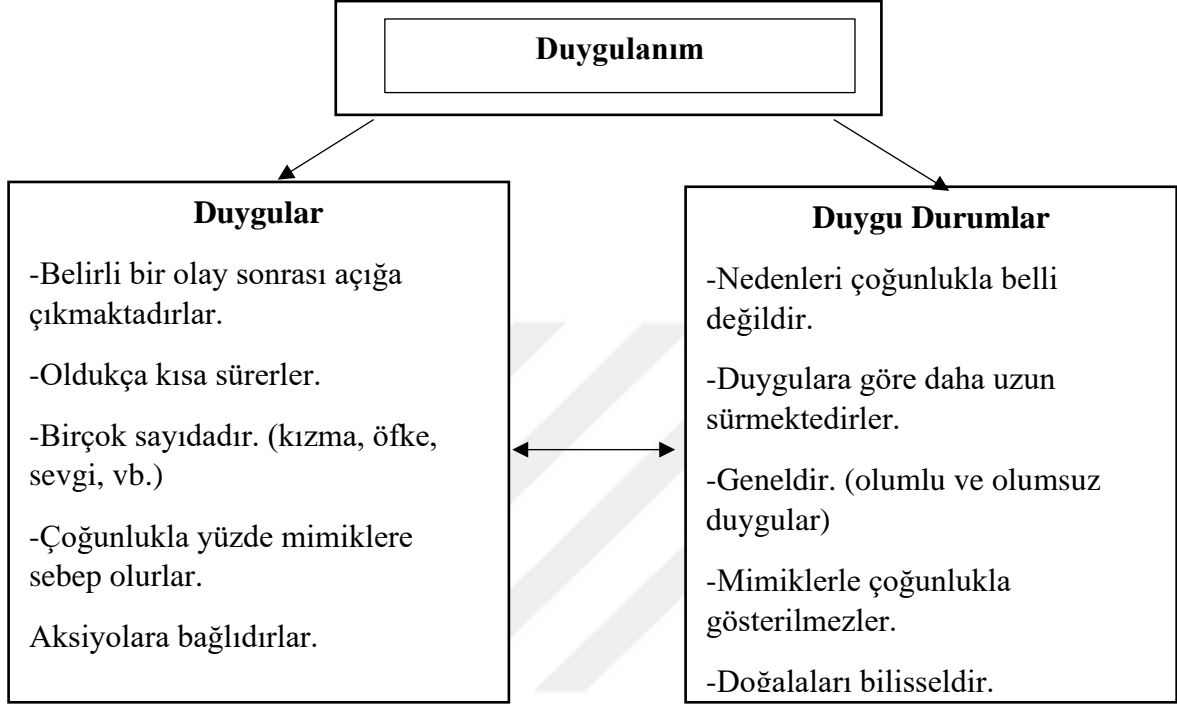 Duygulanım
Duygular
-Belirli bir olay sonrası açığa
çıkmaktadırlar.
-Oldukça kısa sürerler.
-Birçok sayıdadır. (kızma, öfke,
sevgi, vb.)
-Çoğunlukla yüzde mimiklere
sebep olurlar.
Aksiyolara bağlıdırlar.
Duygu Durumlar
-Nedenleri çoğunlukla belli
değildir.
-Duygulara göre daha uzun
sürmektedirler.
-Geneldir. (olumlu ve olumsuz
duygular)
-Mimiklerle çoğunlukla
gösterilmezler.
-Doğalaları bilisseldir.